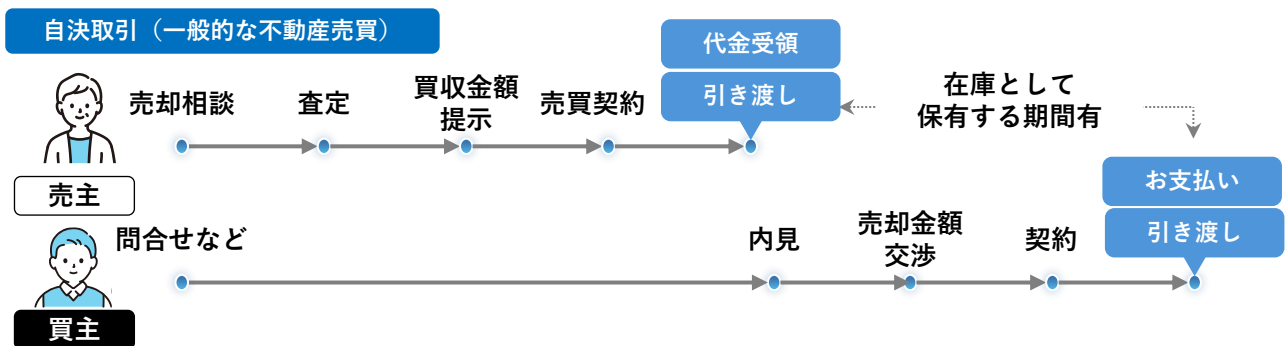 自決取引（一般的な不動産売買）
売却相談
査定
買収金額
提示
売買契約
代金受領
引き渡し
在庫として
保有する期間有
売主
問合せなど
内見
売却金額
交渉
契約
お支払い
引き渡し
買主